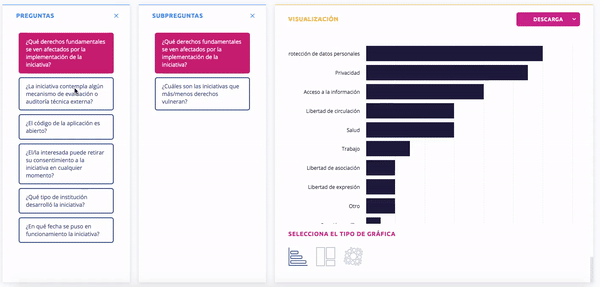 PREGUNTAS
¿Qué derechos fundamentales
se ven afectados por la
implementación de la
iniciativa?
¿La iniciativa contempla algún
mecanismo de evaluación o
auditoría técnica externa?
¿El código de la aplicación es
abierto?
¿El/la interesada puede retirar
su consentimiento a la
iniciativa en cualquier
momento?
¿Qué tipo de institución
desarrolló la iniciativa?
¿En qué fecha se puso en
funcionamiento la iniciativa?
SUBPREGUNTAS
¿Qué derechos fundamentales
se ven afectados por la
implementación de la
iniciativa?
¿Cuáles son las iniciativas que
más/menos derechos
vulneran?
VISUALIZACIÓN
DESCARGA
rotección de datos personales
Privacidad
Acceso a la información
Libertad de circulación
Salud
Trabajo
Libertad de asociación
Libertad de expresión
Otro
SELECCIONA EL TIPO DE GRÁFICA